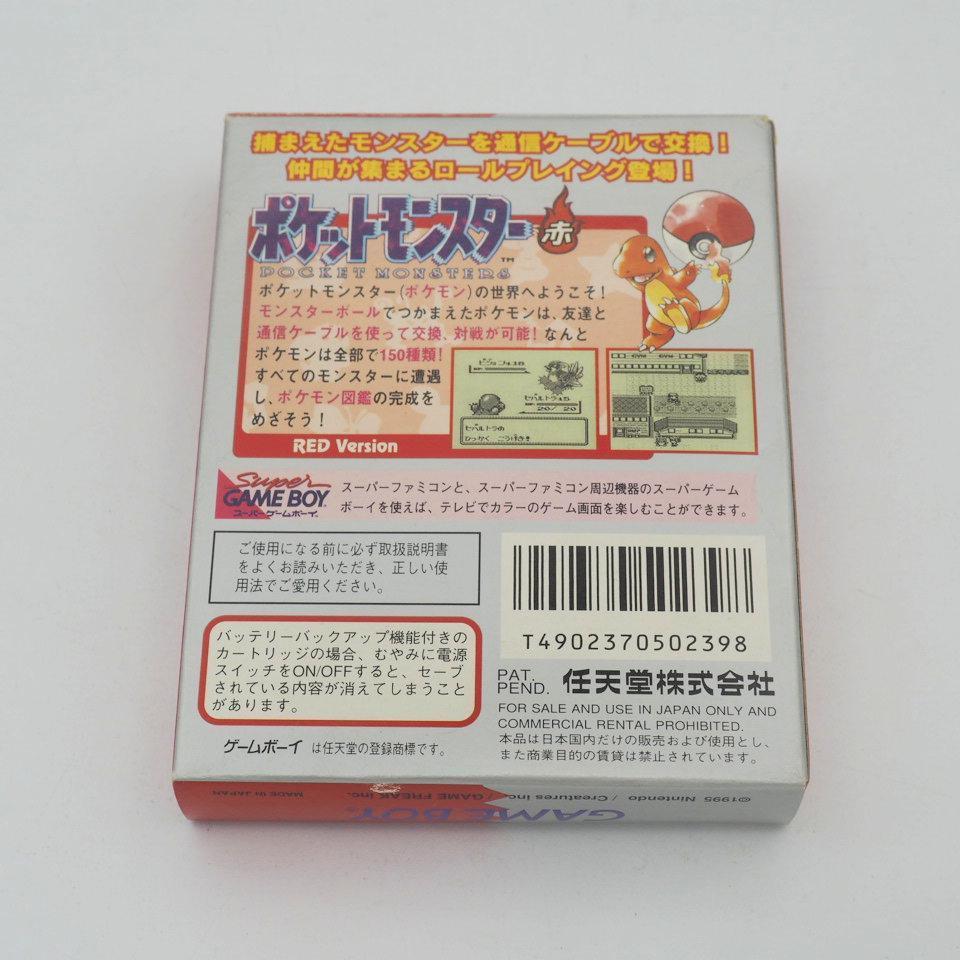 捕まえたモンスターを通信ケーブルで交換！
仲間が集まるロールプレイング登場！
ポケットモンスター 赤
TM
POCKET MONSTERS
ポケットモンスター(ポケモン)の世界へようこそ！
モンスターボールでつかまえたポケモンは、友達と
通信ケーブルを使って交換、対戦が可能！なんと
ポケモンは全部で150種類！
すべてのモンスターに遭遇
し、ポケモン図鑑の完成を
めざそう！
20/ 20
ひっかく こうげき！
GYM
GYM
RED Version
Super
GAME BOY
スーパーゲームボーイ
スーパーファミコンと、スーパーファミコン周辺機器のスーパーゲーム
ボーイを使えば、テレビでカラーのゲーム画面を楽しむことができます。
ご使用になる前に必ず取扱説明書
をよくお読みいただき、正しい使
用法でご愛用ください。
バッテリーバックアップ機能付きの
カートリッジの場合、むやみに電源
スイッチをON/OFFすると、セーブ
されている内容が消えてしまうこと
があります。
ゲームボーイ は任天堂の登録商標です。
T4902370502398
PAT.
PEND. 任天堂株式会社
FOR SALE AND USE IN JAPAN ONLY AND
COMMERCIAL RENTAL PROHIBITED.
本品は日本国内だけの販売および使用とし、
また商業目的の賃貸は禁止されています。
©1995 Nintendo / Creatures inc. / GAME FREAK inc.
MADE IN JAPAN
GAME BOY